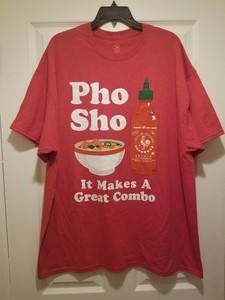 Pho
Sho
It Makes A
Great Combo